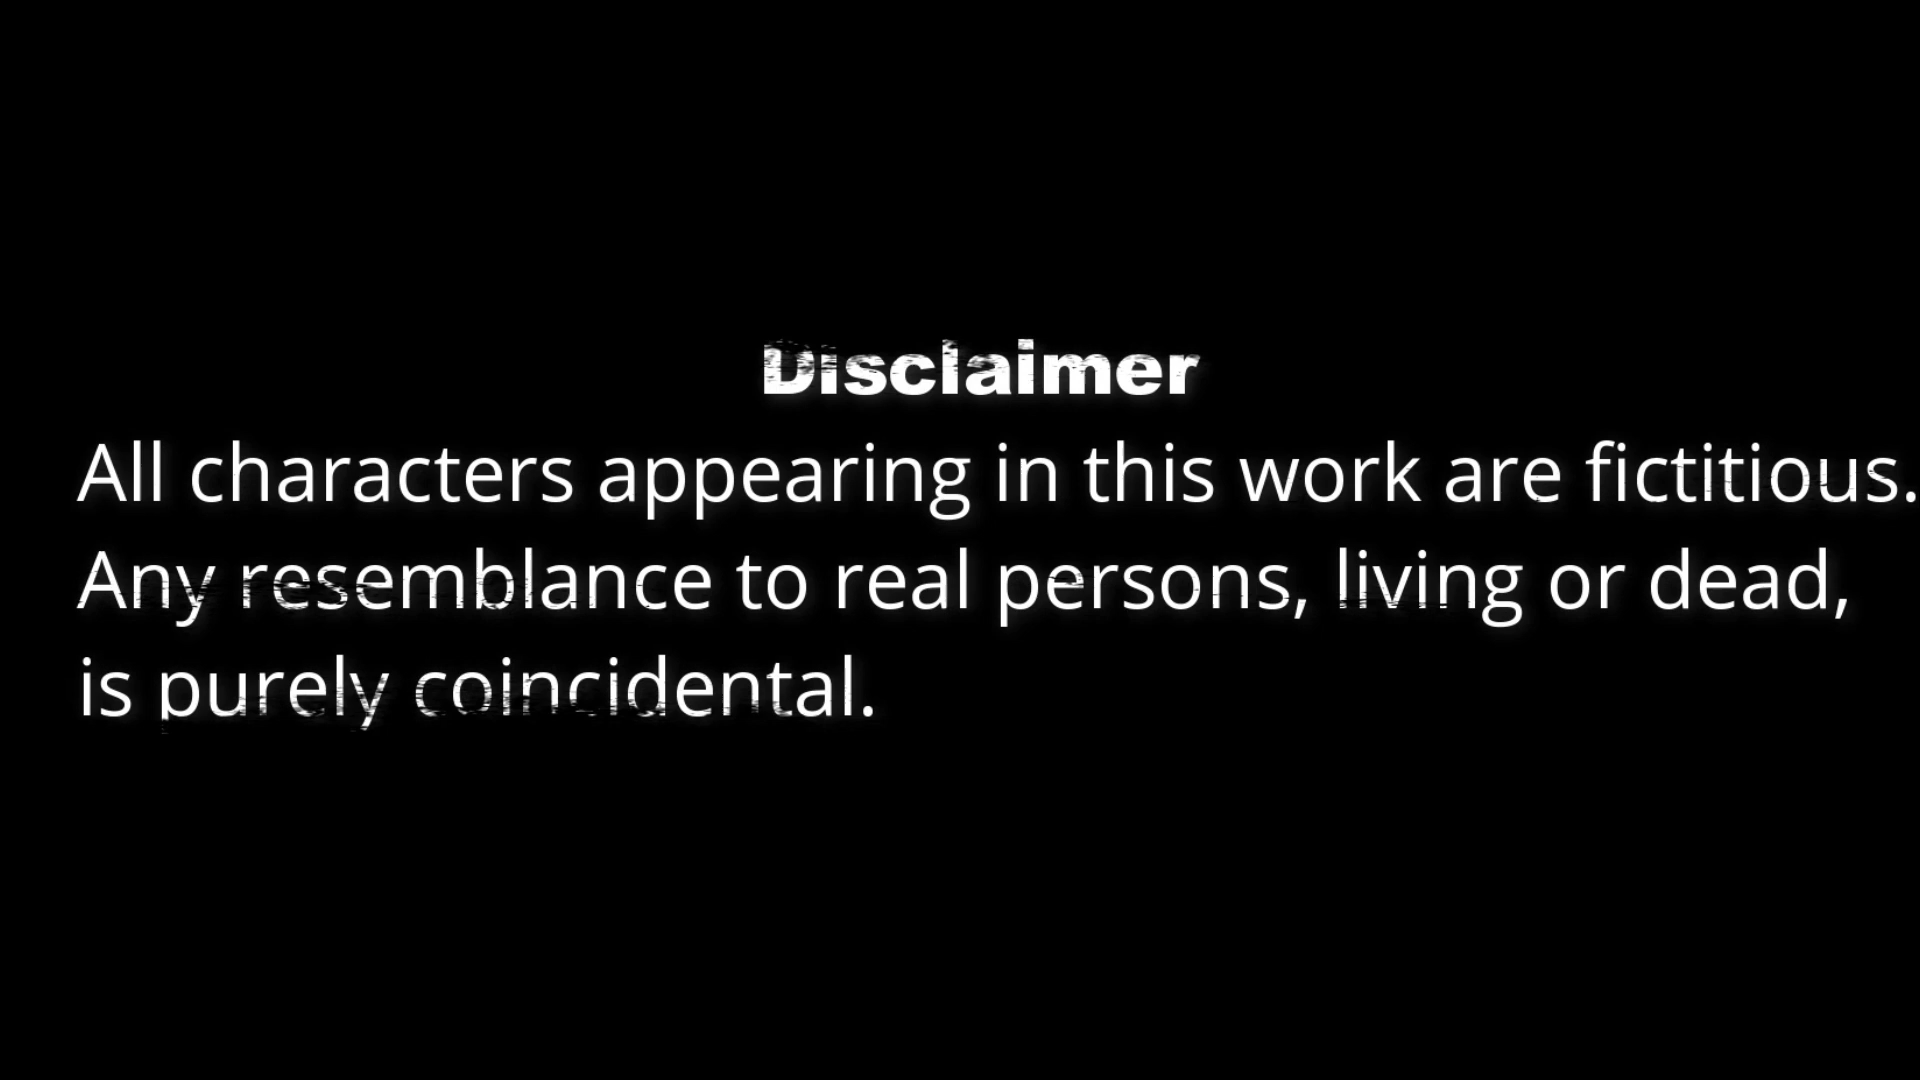 Disclaimer
All characters appearing in this work are fictitious.
Any resemblance to real persons, living or dead,
is purely coincidental.